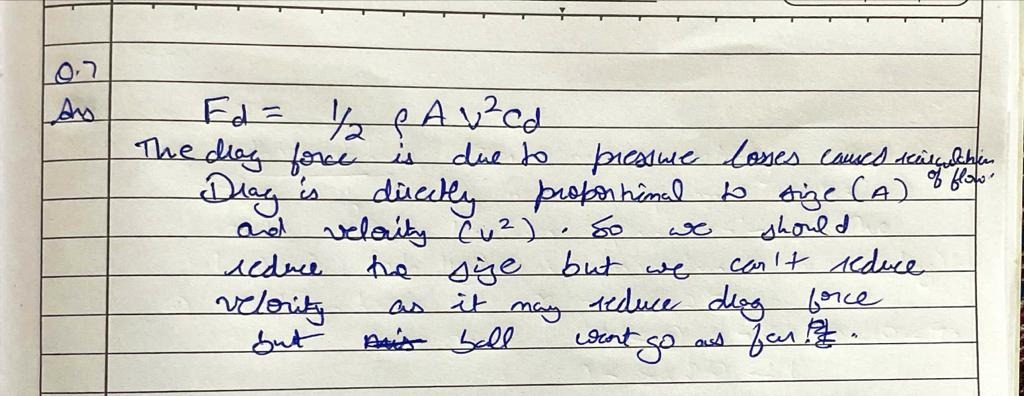 Q.7
Ans Fd = 1/2 ρ A V²Cd
The drag force is due to pressure losses caused recirculation
of flow.
Drag is directly proportional to size (A)
and velocity (v²). So we should
reduce the size but we can't reduce
velocity as it may reduce drag force
but ball wont go as far